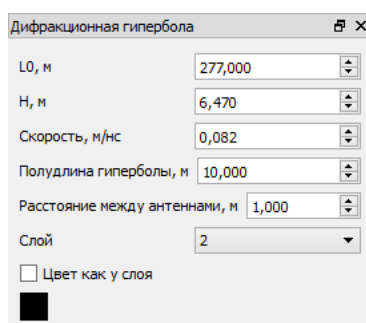 Дифракционная гипербола
L0, м 277,000
Н, м 6,470
Скорость, м/нс 0,082
Полудлина гиперболы, м 10,000
Расстояние между антеннами, м 1,000
Слой 2
Цвет как у слоя